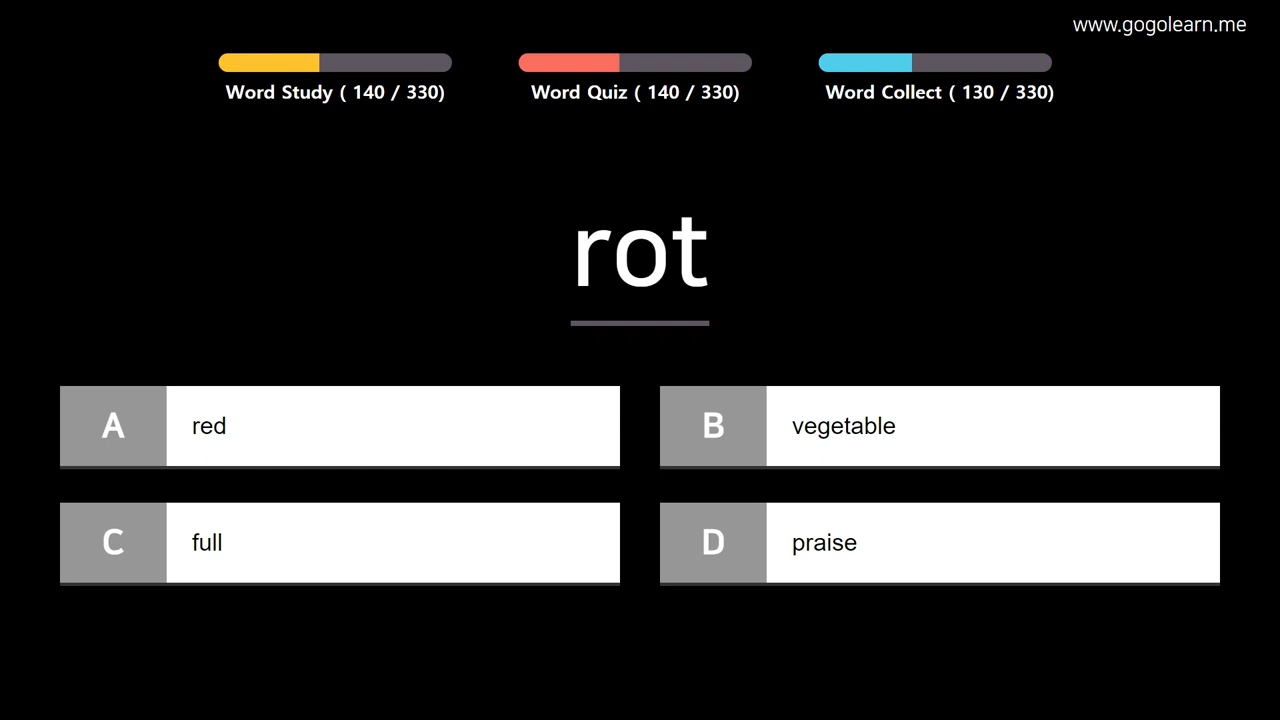 www.gogolearn.me
Word Study ( 140 / 330)
Word Quiz ( 140 / 330)
Word Collect ( 130 / 330)
rot
A
red
B
vegetable
C
full
D
praise